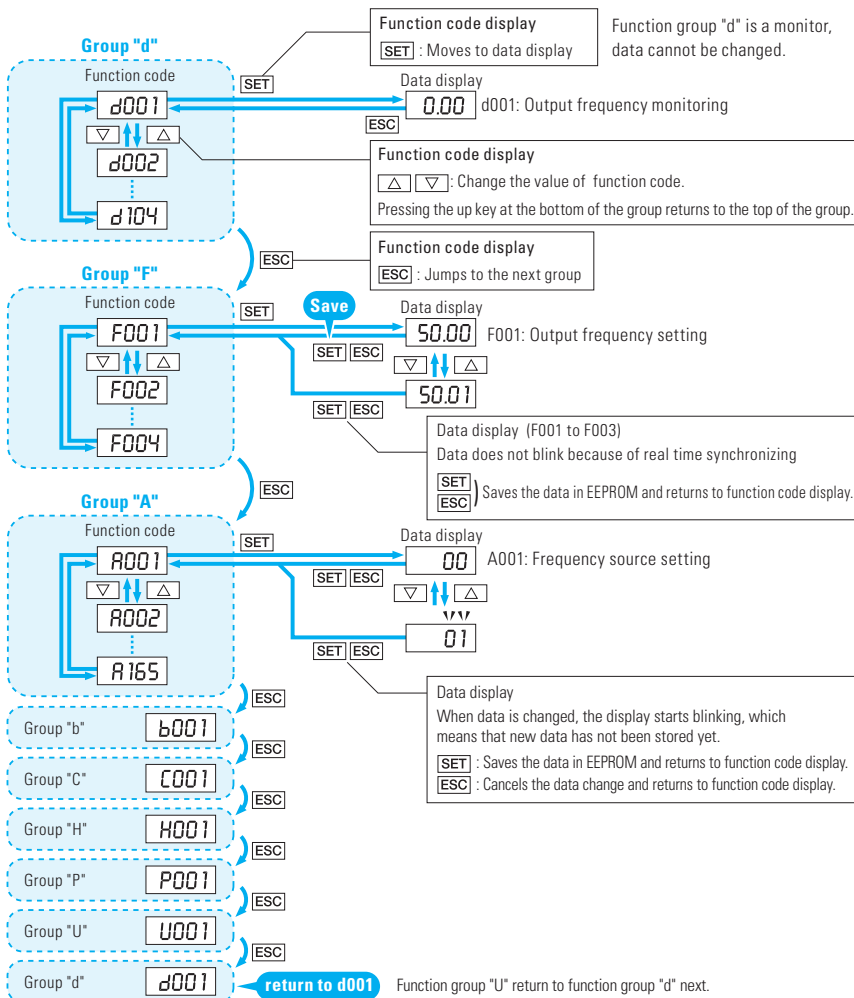 Function code display
SET : Moves to data display
Function group "d" is a monitor,
data cannot be changed.
Group "d"
Function code
SET
Data display
d001
0.00 d001: Output frequency monitoring
ESC
▽ △
d002
d104
Function code display
△ ▽ : Change the value of function code.
Pressing the up key at the bottom of the group returns to the top of the group.
ESC
Function code display
ESC : Jumps to the next group
Group "F"
Function code
SET
Save
Data display
F001
50.00 F001: Output frequency setting
SET ESC
▽ △
▽ △
F002
50.01
SET ESC
F004
Data display (F001 to F003)
Data does not blink because of real time synchronizing
SET
ESC ) Saves the data in EEPROM and returns to function code display.
ESC
Group "A"
Function code
SET
Data display
A001
00 A001: Frequency source setting
SET ESC
▽ △
▽ △
A002
01
SET ESC
A165
Data display
When data is changed, the display starts blinking, which
means that new data has not been stored yet.
SET : Saves the data in EEPROM and returns to function code display.
ESC : Cancels the data change and returns to function code display.
ESC
Group "b" b001
ESC
Group "C" C001
ESC
Group "H" H001
ESC
Group "P" P001
ESC
Group "U" U001
ESC
Group "d" d001 return to d001 Function group "U" return to function group "d" next.